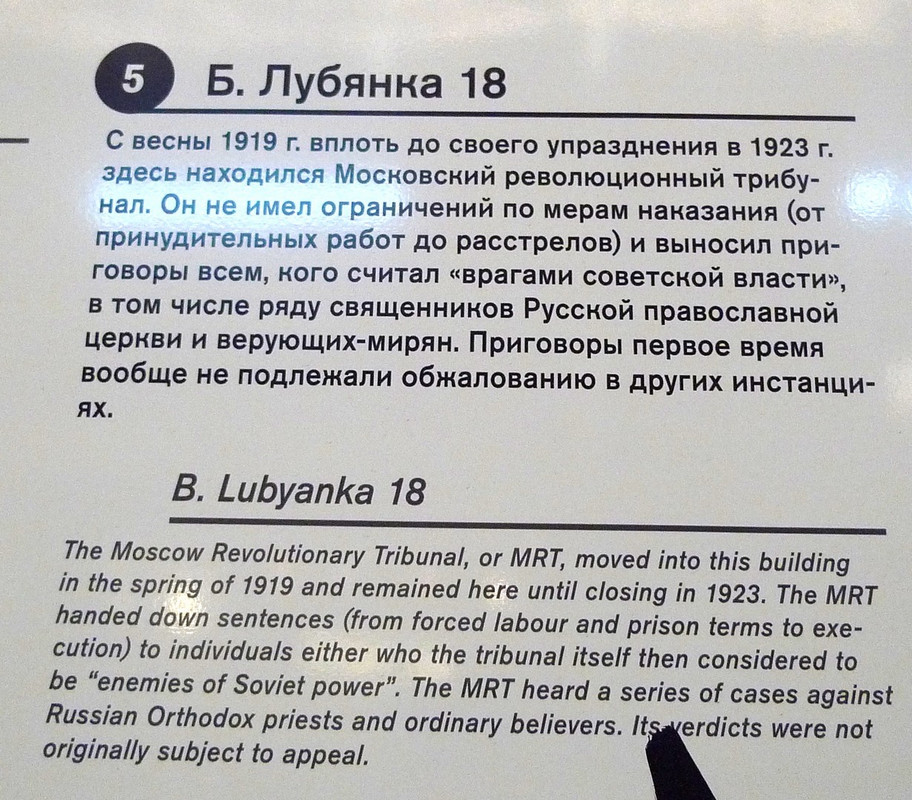 5 Б. Лубянка 18
С весны 1919 г. вплоть до своего упразднения в 1923 г.
здесь находился Московский революционный трибу-
нал. Он не имел ограничений по мерам наказания (от
принудительных работ до расстрелов) и выносил при-
говоры всем, кого считал «врагами советской власти»,
в том числе ряду священников Русской православной
церкви и верующих-мирян. Приговоры первое время
вообще не подлежали обжалованию в других инстанци-
ях.
B. Lubyanka 18
The Moscow Revolutionary Tribunal, or MRT, moved into this building
in the spring of 1919 and remained here until closing in 1923. The MRT
handed down sentences (from forced labour and prison terms to exe-
cution) to individuals either who the tribunal itself then considered to
be “enemies of Soviet power”. The MRT heard a series of cases against
Russian Orthodox priests and ordinary believers. Its verdicts were not
originally subject to appeal.